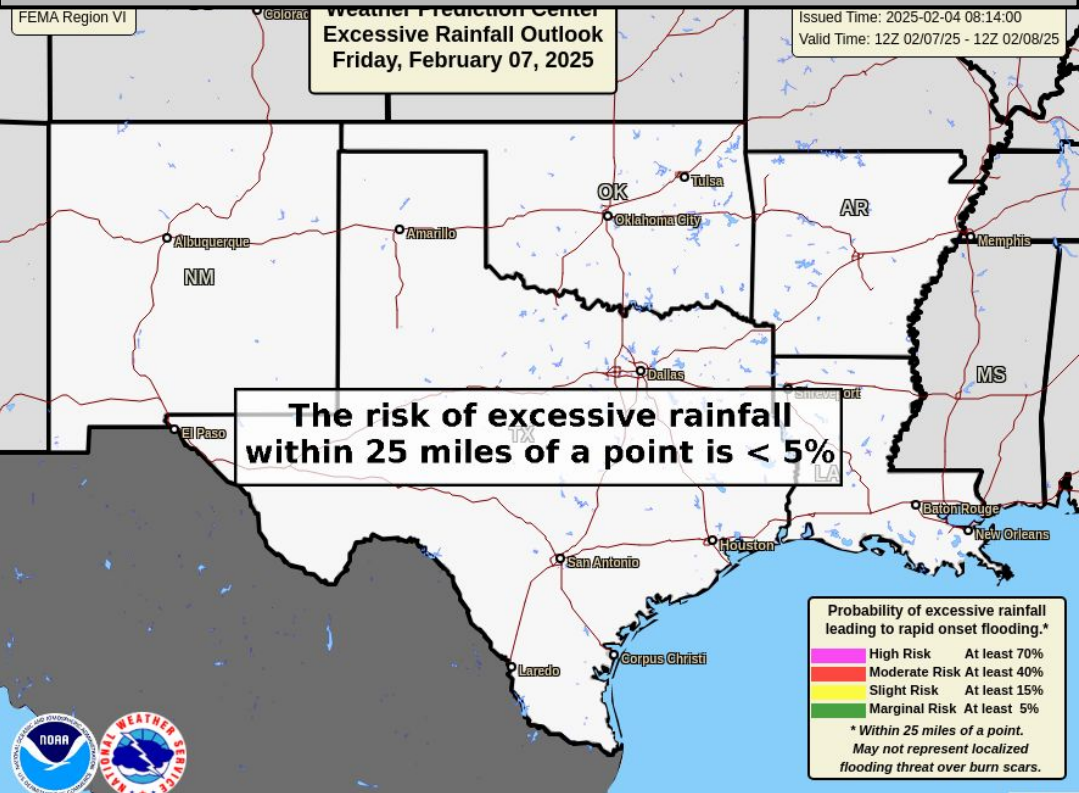 FEMA Region VI
Colorad
Weather Prediction Center
Excessive Rainfall Outlook
Friday, February 07, 2025
Issued Time: 2025-02-04 08:14:00
Valid Time: 12Z 02/07/25 - 12Z 02/08/25
Tulsa
OK
AR
Oklahoma City
Amarillo
Albuquerque
Memphis
NM
Dallas
MS
Shreveport
The risk of excessive rainfall
within 25 miles of a point is < 5%
El Paso
TX
LA
Baton Rouge
New Orleans
Houston
San Antonio
Corpus Christi
Laredo
Probability of excessive rainfall
leading to rapid onset flooding.*
High Risk At least 70%
Moderate Risk At least 40%
Slight Risk At least 15%
Marginal Risk At least 5%
* Within 25 miles of a point.
May not represent localized
flooding threat over burn scars.
NOAA
NATIONAL WEATHER SERVICE